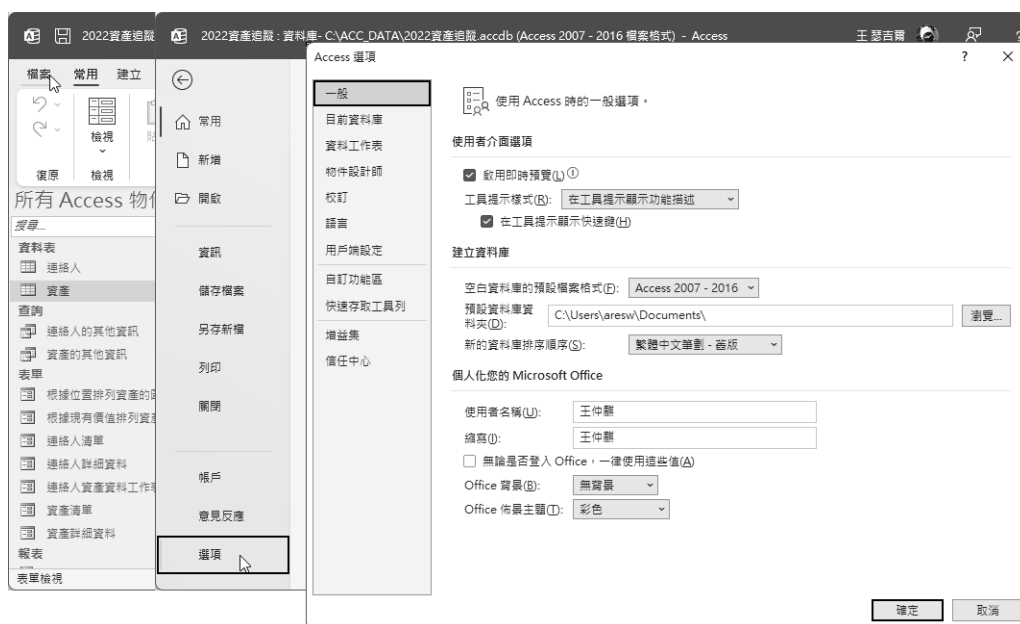 2022資產追蹤
2022資產追蹤 : 資料庫- C:\ACC_DATA\2022資產追蹤.accdb (Access 2007 - 2016 檔案格式) - Access
王 瑟吉爾
?
檔案 常用 建立
復原
檢視
檢視
所有 Access 物件
搜尋...
資料表
連絡人
資產
查詢
連絡人的其他資訊
資產的其他資訊
表單
根據位置排列資產的
根據現有價值排列資產
連絡人清單
連絡人詳細資料
連絡人資產資料工作表
資產清單
資產詳細資料
報表
表單檢視
常用
新增
開啟
資訊
儲存檔案
另存新檔
列印
關閉
帳戶
意見反應
選項
Access 選項
?
一般
目前資料庫
資料工作表
物件設計師
校訂
語言
用戶端設定
自訂功能區
快速存取工具列
增益集
信任中心
使用 Access 時的一般選項。
使用者介面選項
啟用即時預覽(L)
工具提示樣式(R): 在工具提示顯示功能描述
在工具提示顯示快速鍵(H)
建立資料庫
空白資料庫的預設檔案格式(F): Access 2007 - 2016
預設資料庫資
料夾(D): C:\Users\aresw\Documents\ 瀏覽...
新的資料庫排序順序(S): 繁體中文筆劃 - 舊版
個人化您的 Microsoft Office
使用者名稱(U): 王仲麒
縮寫(I): 王仲麒
無論是否登入 Office,一律使用這些值(A)
Office 背景(B): 無背景
Office 佈景主題(T): 彩色
確定 取消